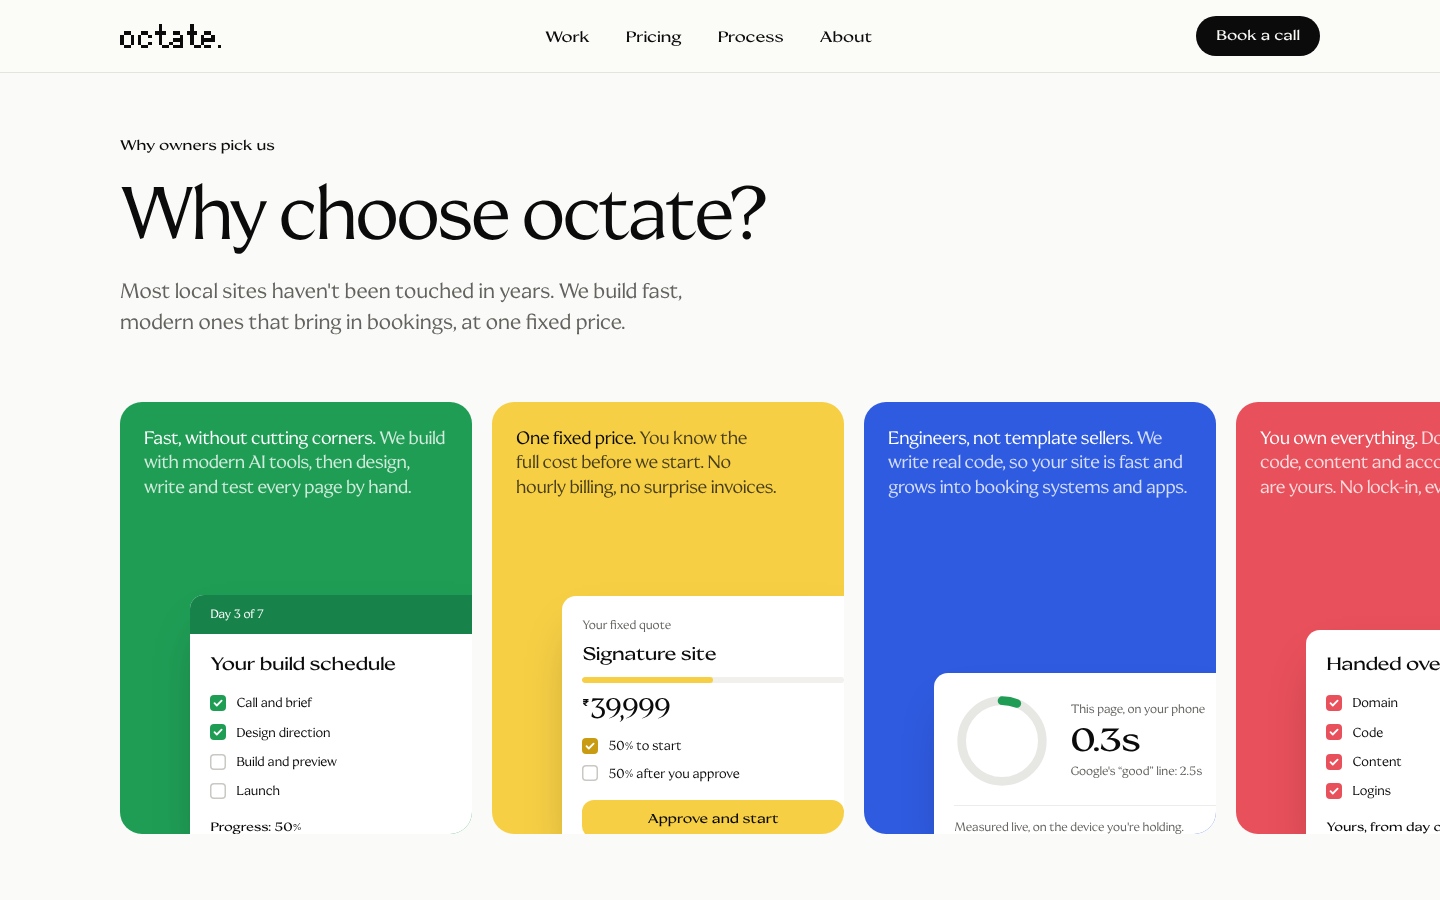 octate.
Work
Pricing
Process
About
Book a call
Why owners pick us
Why choose octate?
Most local sites haven't been touched in years. We build fast,
modern ones that bring in bookings, at one fixed price.
Fast, without cutting corners. We build
with modern AI tools, then design,
write and test every page by hand.
Day 3 of 7
Your build schedule
Call and brief
Design direction
Build and preview
Launch
Progress: 50%
One fixed price. You know the
full cost before we start. No
hourly billing, no surprise invoices.
Your fixed quote
Signature site
₹39,999
50% to start
50% after you approve
Approve and start
Engineers, not template sellers. We
write real code, so your site is fast and
grows into booking systems and apps.
This page, on your phone
0.3s
Google's “good” line: 2.5s
Measured live, on the device you're holding.
You own everything.
code, content and
are yours. No lock-in,
Handed
Domain
Code
Content
Logins
Yours, from day